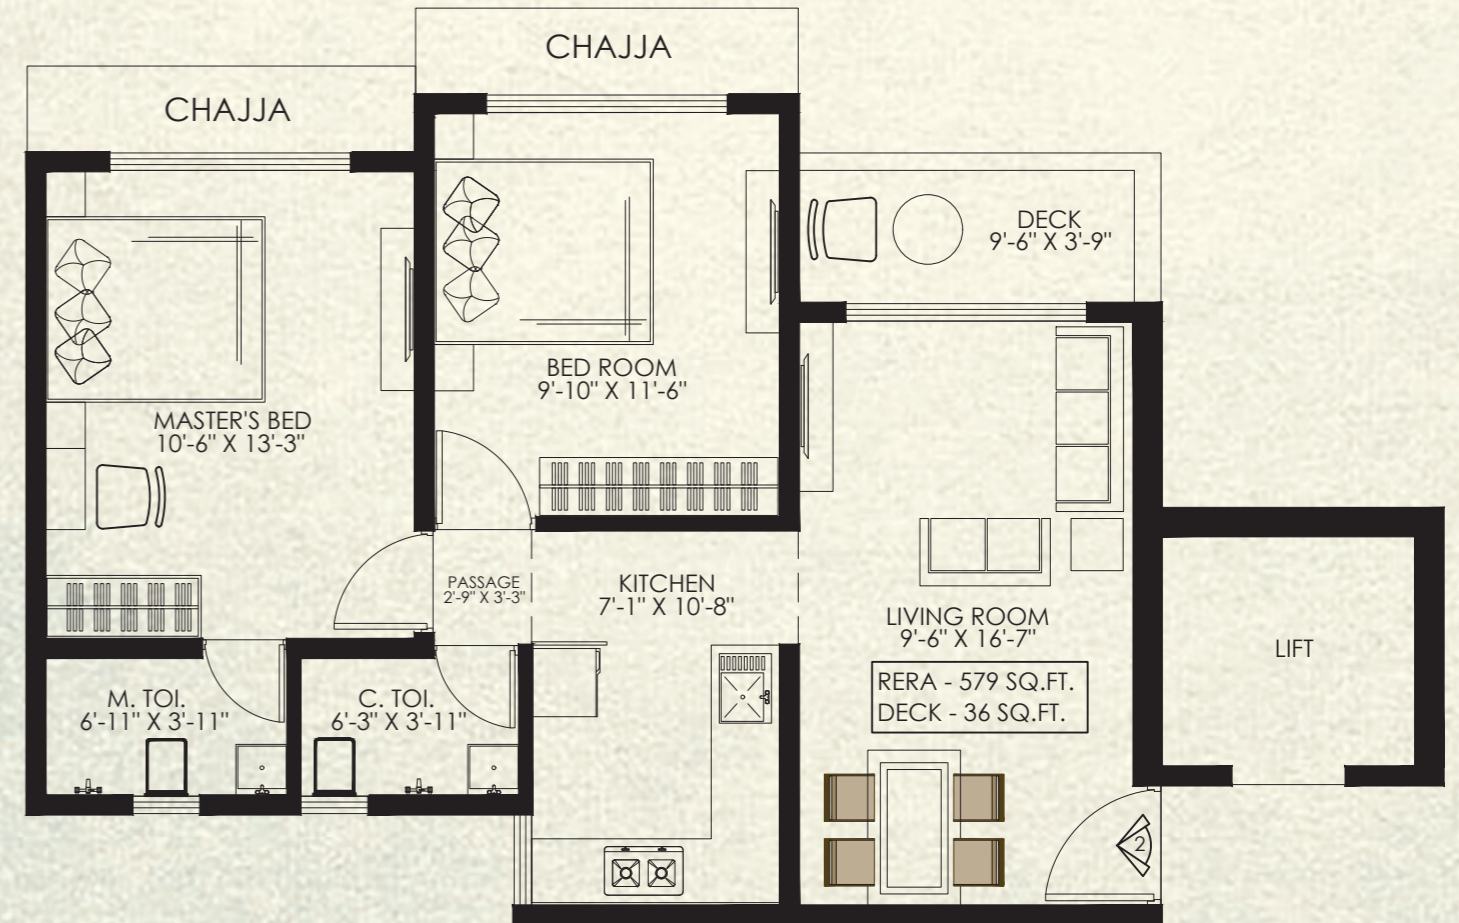 CHAJJA
CHAJJA
DECK
9'-6" X 3'-9"
BED ROOM
9'-10" X 11'-6"
MASTER'S BED
10'-6" X 13'-3"
PASSAGE
2'-9" X 3'-3"
KITCHEN
7'-1" X 10'-8"
LIVING ROOM
9'-6" X 16'-7"
LIFT
RERA - 579 SQ.FT.
DECK - 36 SQ.FT.
M. TOI.
6'-11" X 3'-11"
C. TOI.
6'-3" X 3'-11"
2